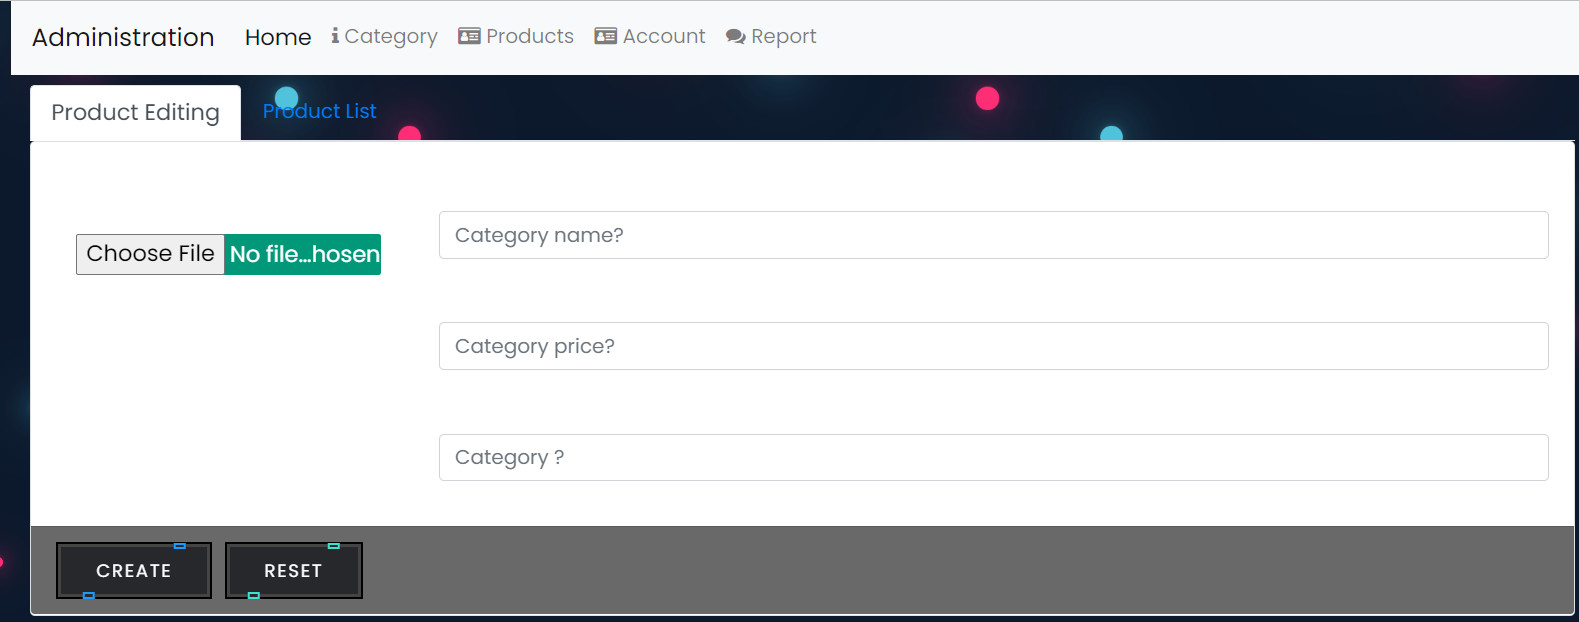 Administration Home Category Products Account Report
Product Editing Product List
Choose File No file...hosen
Category name?
Category price?
Category ?
CREATE RESET